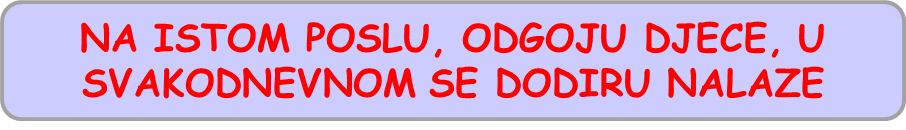 NA ISTOM POSLU, ODGOJU DJECE, U
SVAKODNEVNOM SE DODIRU NALAZE